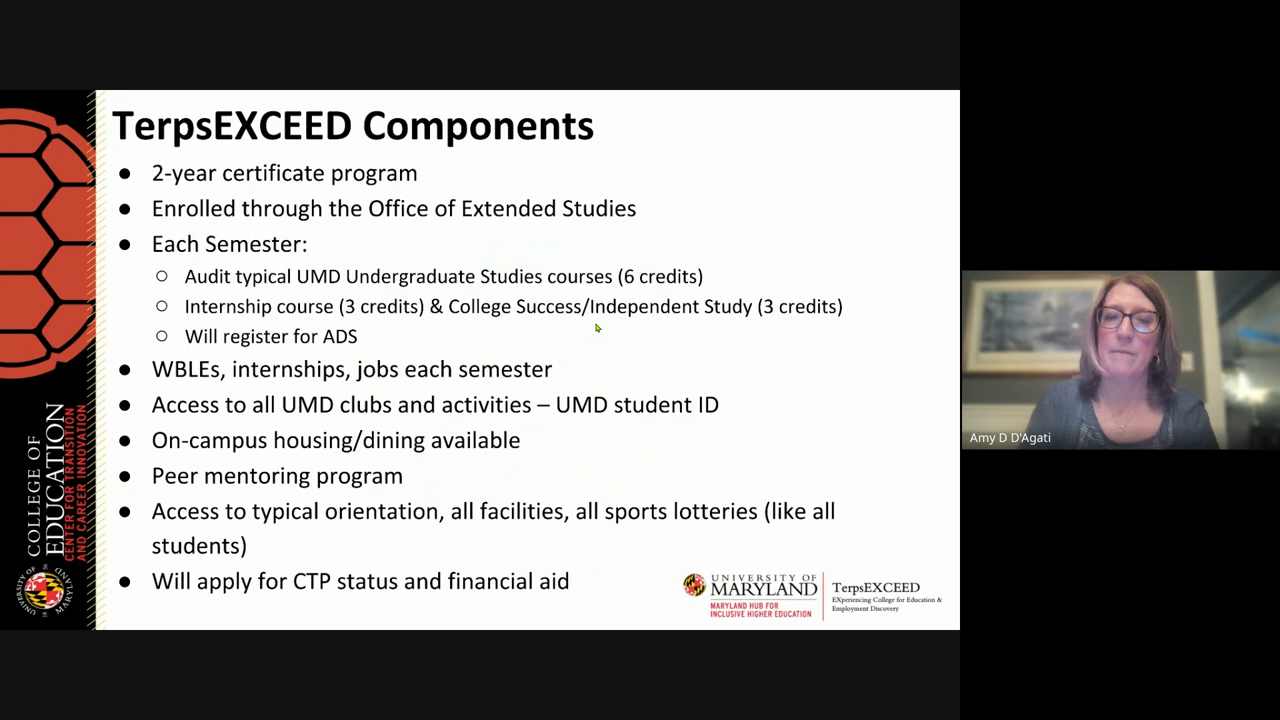 TerpsEXCEED Components
● 2-year certificate program
● Enrolled through the Office of Extended Studies
● Each Semester:
○ Audit typical UMD Undergraduate Studies courses (6 credits)
○ Internship course (3 credits) & College Success/Independent Study (3 credits)
○ Will register for ADS
● WBLEs, internships, jobs each semester
● Access to all UMD clubs and activities – UMD student ID
● On-campus housing/dining available
● Peer mentoring program
● Access to typical orientation, all facilities, all sports lotteries (like all
students)
● Will apply for CTP status and financial aid
COLLEGE OF
EDUCATION
CENTER FOR TRANSITION
AND CAREER INNOVATION
UNIVERSITY OF
MARYLAND
UNIVERSITY OF
MARYLAND
MARYLAND HUB FOR
INCLUSIVE HIGHER EDUCATION
TerpsEXCEED
EXperiencing College for Education &
Employment Discovery
Amy D D'Agati